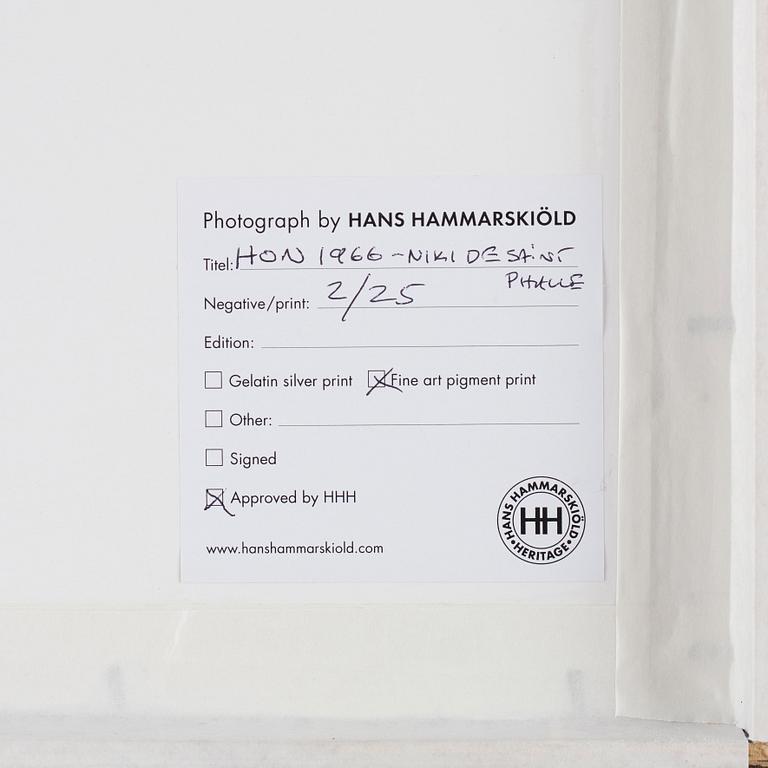 Photograph by HANS HAMMARSKIÖLD
Titel: HON 1966 - NIKI DE SAINT
PHALLE
Negative/print: 2/25
Edition:
Gelatin silver print Fine art pigment print
Other:
Signed
Approved by HHH
www.hanshammarskiold.com
HANS HAMMARSKIÖLD
HH
• HERITAGE •